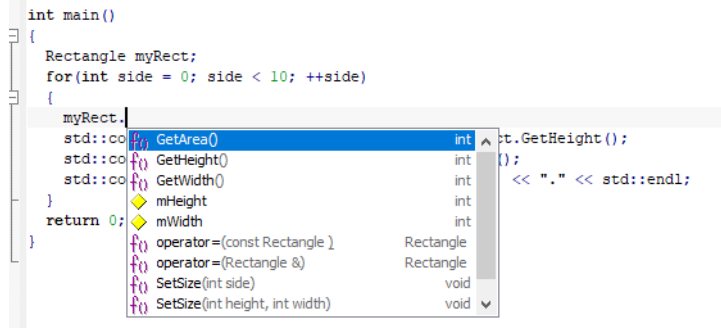 int main()
{
Rectangle myRect;
for(int side = 0; side < 10; ++side)
{
myRect.
std::co ct.GetHeight();
std::co ();
std::co << "." << std::endl;
}
return 0;
}
GetArea() int
GetHeight() int
GetWidth() int
mHeight int
mWidth int
operator=(const Rectangle ) Rectangle
operator=(Rectangle &) Rectangle
SetSize(int side) void
SetSize(int height, int width) void